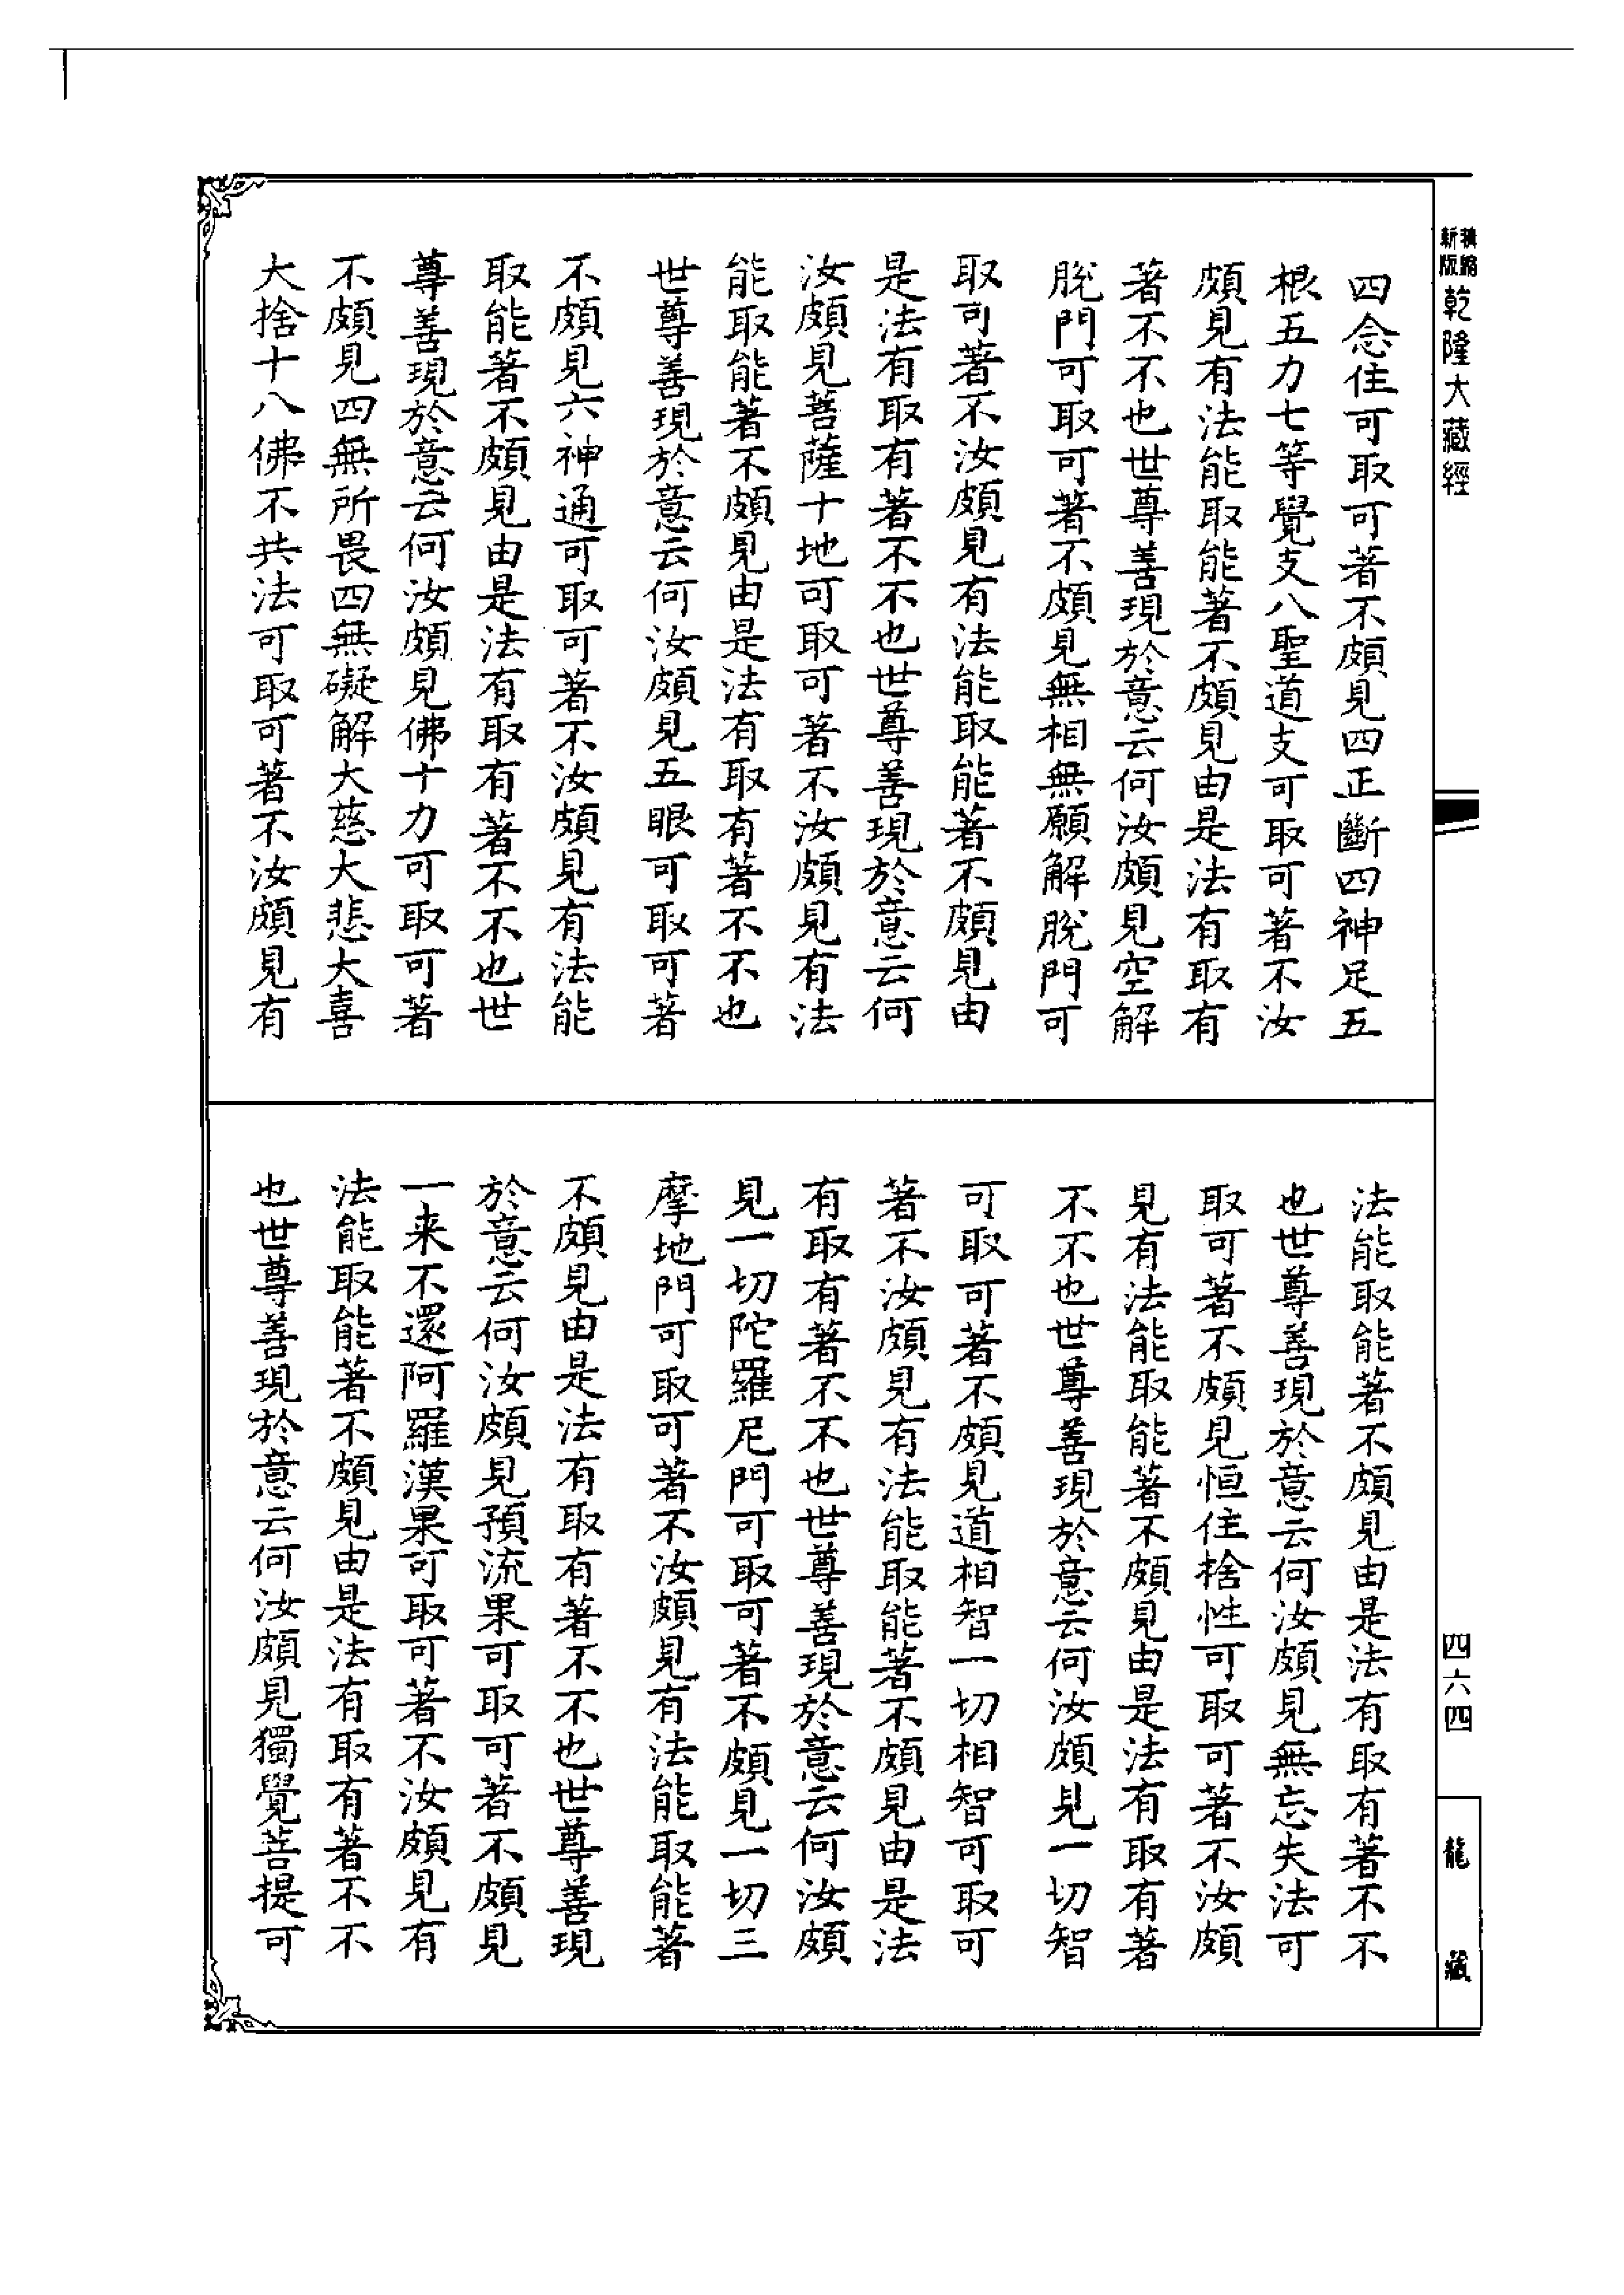 新版積縮乾隆大藏經
四念住可取可著不頗見四正斷四神足五
根五力七等覺支八聖道支可取可著不汝
頗見有法能取能著不頗見由是法有取有
著不不也世尊善現於意云何汝頗見空解
脫門可取可著不頗見無相無願解脫門可
取可著不汝頗見有法能取能著不頗見由
是法有取有著不不也世尊善現於意云何
汝頗見菩薩十地可取可著不汝頗見有法
能取能著不頗見由是法有取有著不不也
世尊善現於意云何汝頗見五眼可取可著
不頗見六神通可取可著不汝頗見有法能
取能著不頗見由是法有取有著不不也世
尊善現於意云何汝頗見佛十力可取可著
不頗見四無所畏四無礙解大慈大悲大喜
大捨十八佛不共法可取可著不汝頗見有
法能取能著不頗見由是法有取有著不不
也世尊善現於意云何汝頗見無忘失法可
取可著不頗見恒住捨性可取可著不汝頗
見有法能取能著不頗見由是法有取有著
不不也世尊善現於意云何汝頗見一切智
可取可著不頗見道相智一切相智可取可
著不汝頗見有法能取能著不頗見由是法
有取有著不不也世尊善現於意云何汝頗
見一切陀羅尼門可取可著不頗見一切三
摩地門可取可著不汝頗見有法能取能著
不頗見由是法有取有著不不也世尊善現
於意云何汝頗見預流果可取可著不頗見
一来不還阿羅漢果可取可著不汝頗見有
法能取能著不頗見由是法有取有著不不
也世尊善現於意云何汝頗見獨覺菩提可
四六四
龍藏